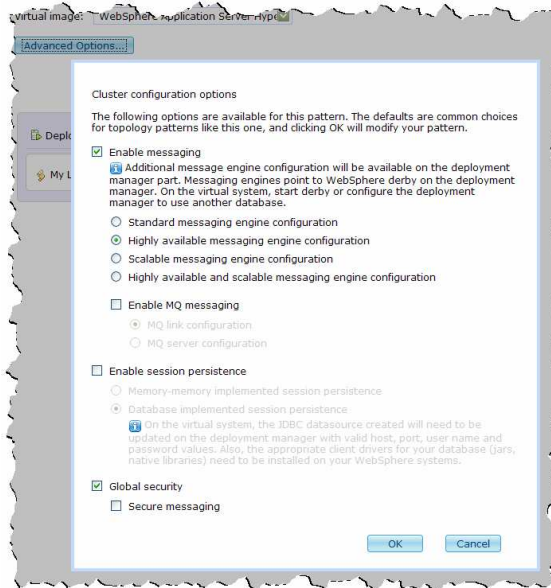 virtual image: WebSphere Application Server Hype
Advanced Options...
Deplo
My L
Cluster configuration options
The following options are available for this pattern. The defaults are common choices
for topology patterns like this one, and clicking OK will modify your pattern.
Enable messaging
Additional message engine configuration will be available on the deployment
manager part. Messaging engines point to WebSphere derby on the deployment
manager. On the virtual system, start derby or configure the deployment
manager to use another database.
Standard messaging engine configuration
Highly available messaging engine configuration
Scalable messaging engine configuration
Highly available and scalable messaging engine configuration
Enable MQ messaging
MQ link configuration
MQ server configuration
Enable session persistence
Memory-memory implemented session persistence
Database implemented session persistence
On the virtual system, the JDBC datasource created will need to be
updated on the deployment manager with valid host, port, user name and
password values. Also, the appropriate client drivers for your database (jars,
native libraries) need to be installed on your WebSphere systems.
Global security
Secure messaging
OK
Cancel